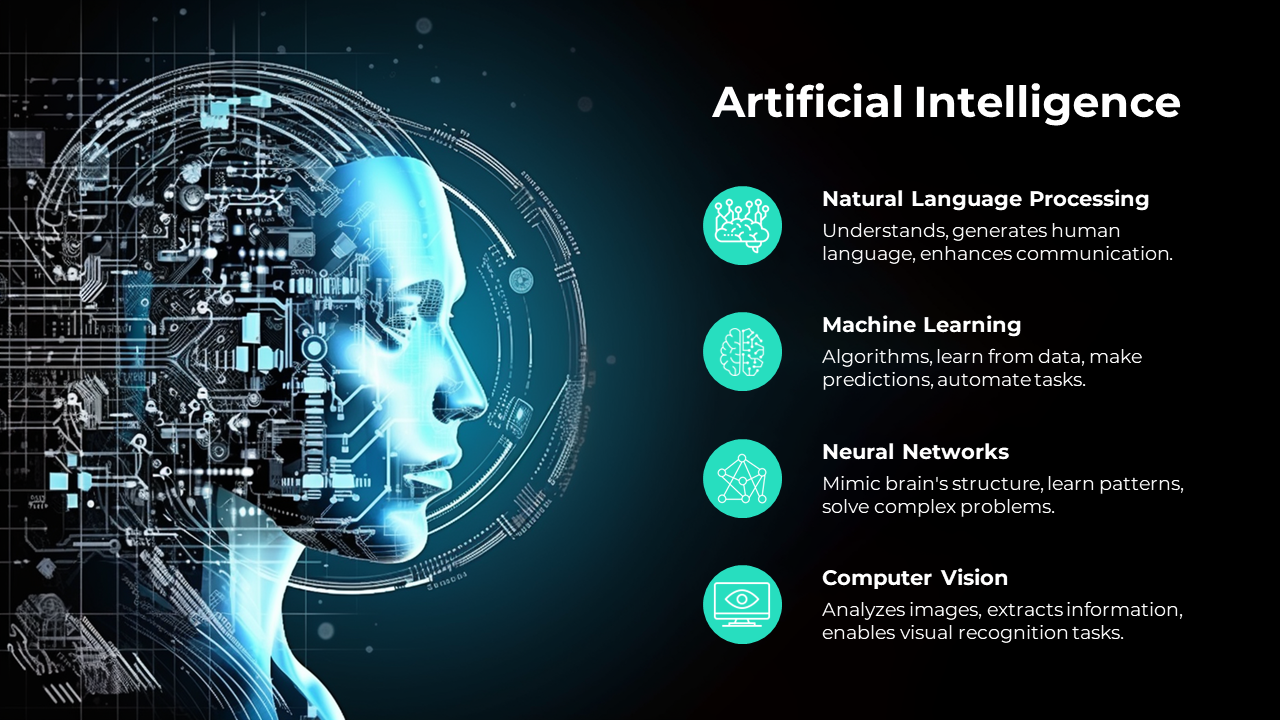 Artificial Intelligence
Natural Language Processing
Understands, generates human
language, enhances communication.
Machine Learning
Algorithms, learn from data, make
predictions, automate tasks.
Neural Networks
Mimic brain's structure, learn patterns,
solve complex problems.
Computer Vision
Analyzes images, extracts information,
enables visual recognition tasks.